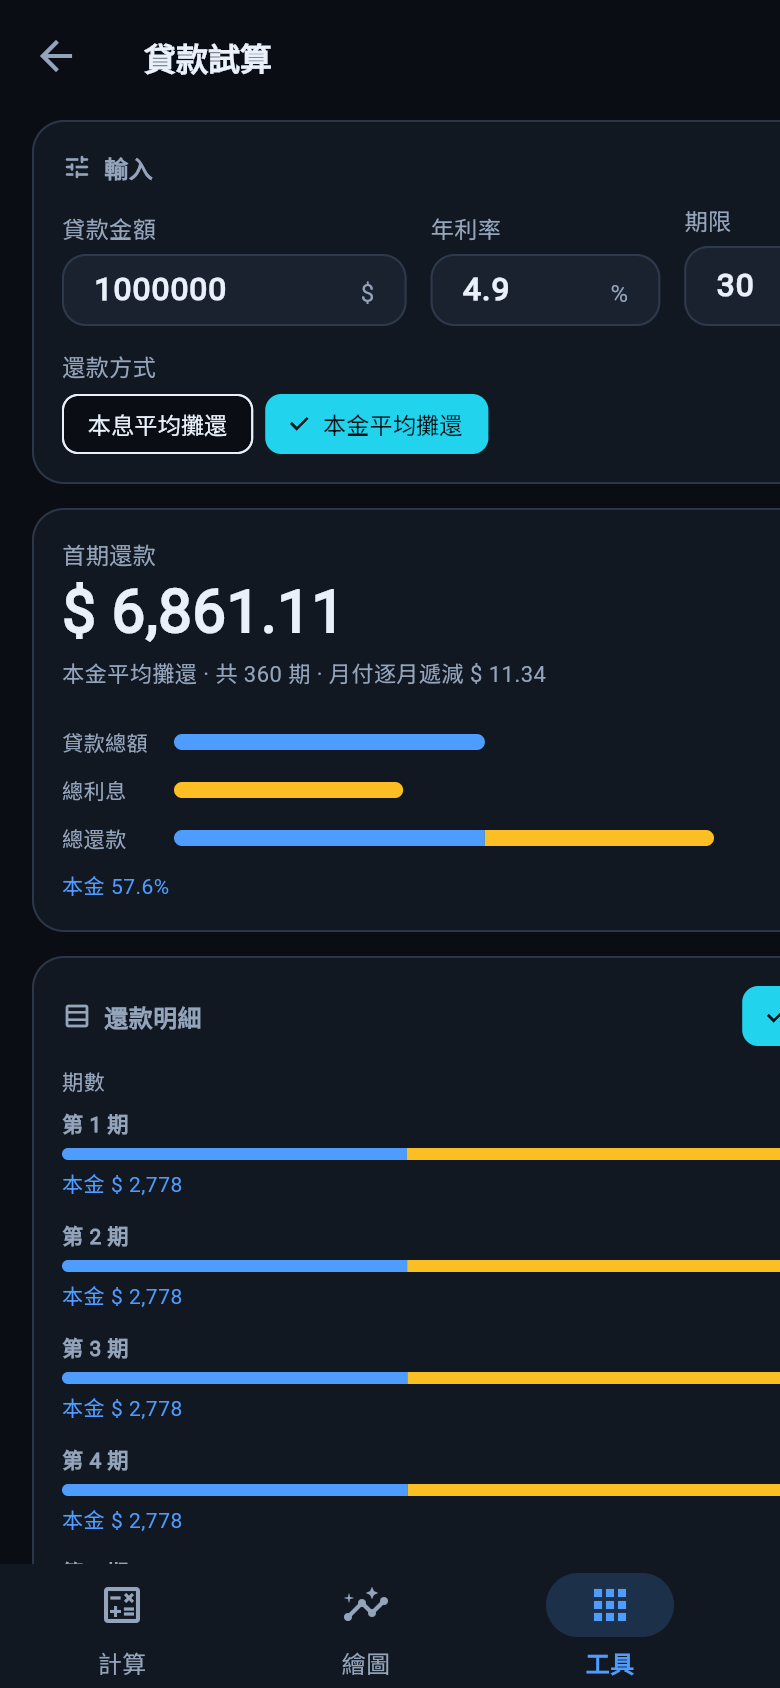 貸款試算
輸入
貸款金額 年利率 期限
1000000 $ 4.9 % 30
還款方式
本息平均攤還 本金平均攤還
首期還款
$ 6,861.11
本金平均攤還 · 共 360 期 · 月付逐月遞減 $ 11.34
貸款總額
總利息
總還款
本金 57.6%
還款明細
期數
第 1 期
本金 $ 2,778
第 2 期
本金 $ 2,778
第 3 期
本金 $ 2,778
第 4 期
本金 $ 2,778
計算 繪圖 工具